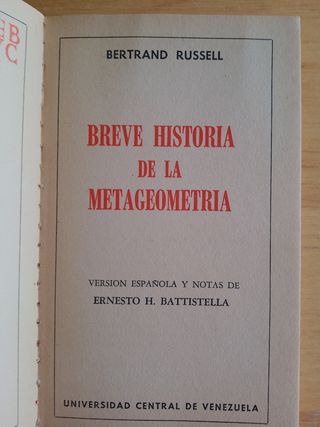 BERTRAND RUSSELL
BREVE HISTORIA
DE LA
METAGEOMETRIA
VERSION ESPAÑOLA Y NOTAS DE
ERNESTO H. BATTISTELLA
UNIVERSIDAD CENTRAL DE VENEZUELA